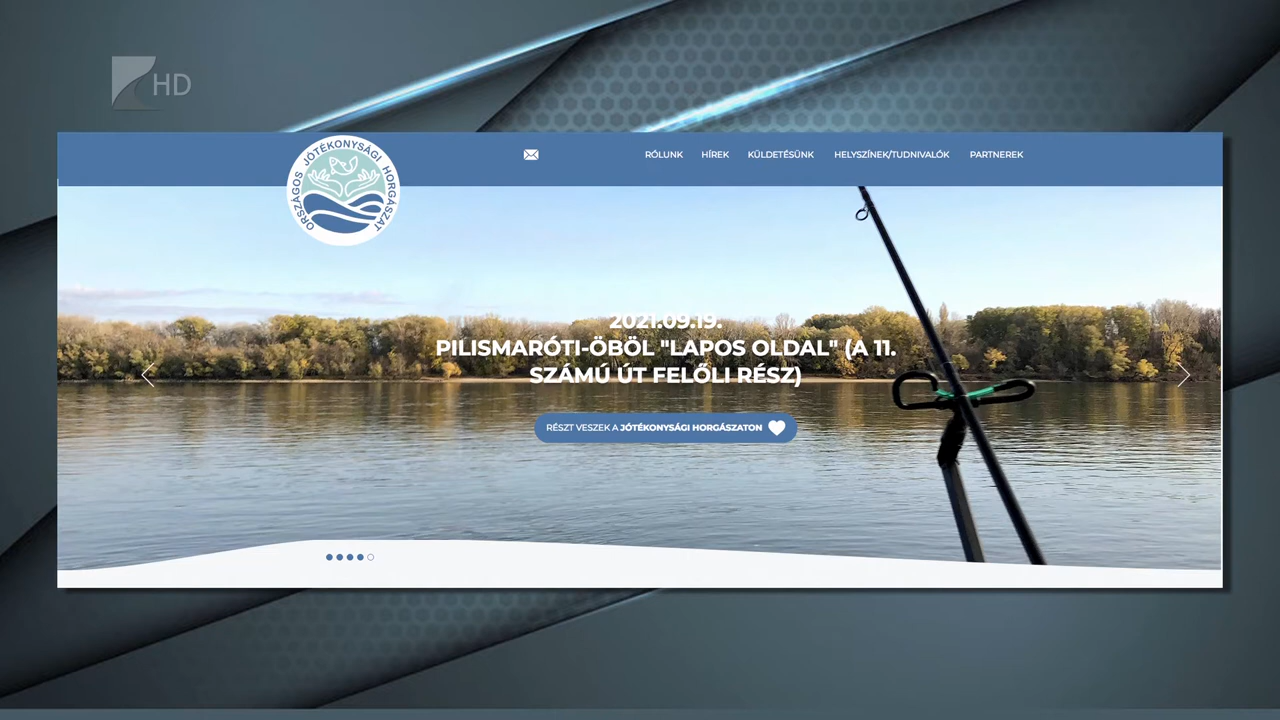 HD
ORSZÁGOS JÓTÉKONYSÁGI HORGÁSZAT
RÓLUNK HÍREK KÜLDETÉSÜNK HELYSZÍNEK/TUDNIVALÓK PARTNEREK
2021.09.19.
PILISMARÓTI-ÖBÖL "LAPOS OLDAL" (A 11.
SZÁMÚ ÚT FELŐLI RÉSZ)
RÉSZT VESZEK A JÓTÉKONYSÁGI HORGÁSZATON